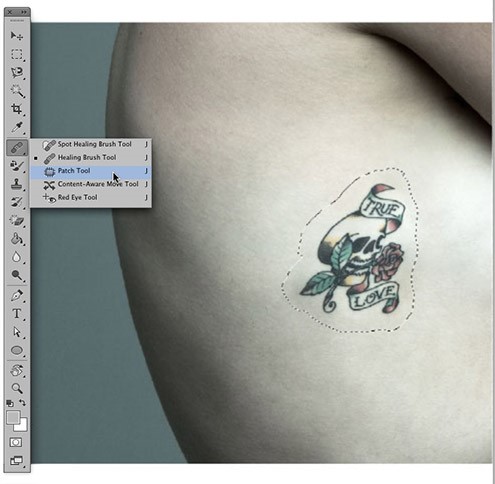 Spot Healing Brush Tool J
Healing Brush Tool J
Patch Tool J
Content-Aware Move Tool J
Red Eye Tool J
T
TRUE
LOVE